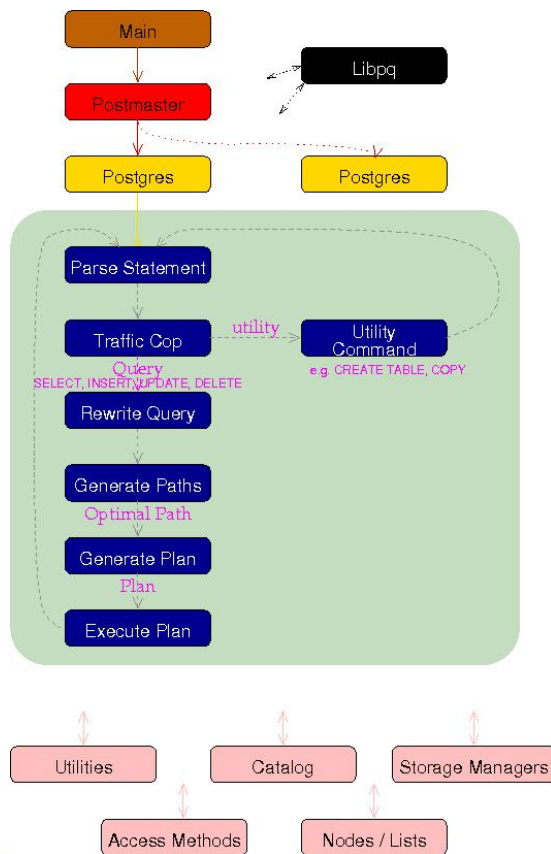 Main
Libpq
Postmaster
Postgres
Postgres
Parse Statement
Traffic Cop
utility
Utility
Command
Query
SELECT, INSERT, UPDATE, DELETE
e.g. CREATE TABLE, COPY
Rewrite Query
Generate Paths
Optimal Path
Generate Plan
Plan
Execute Plan
Utilities
Catalog
Storage Managers
Access Methods
Nodes / Lists